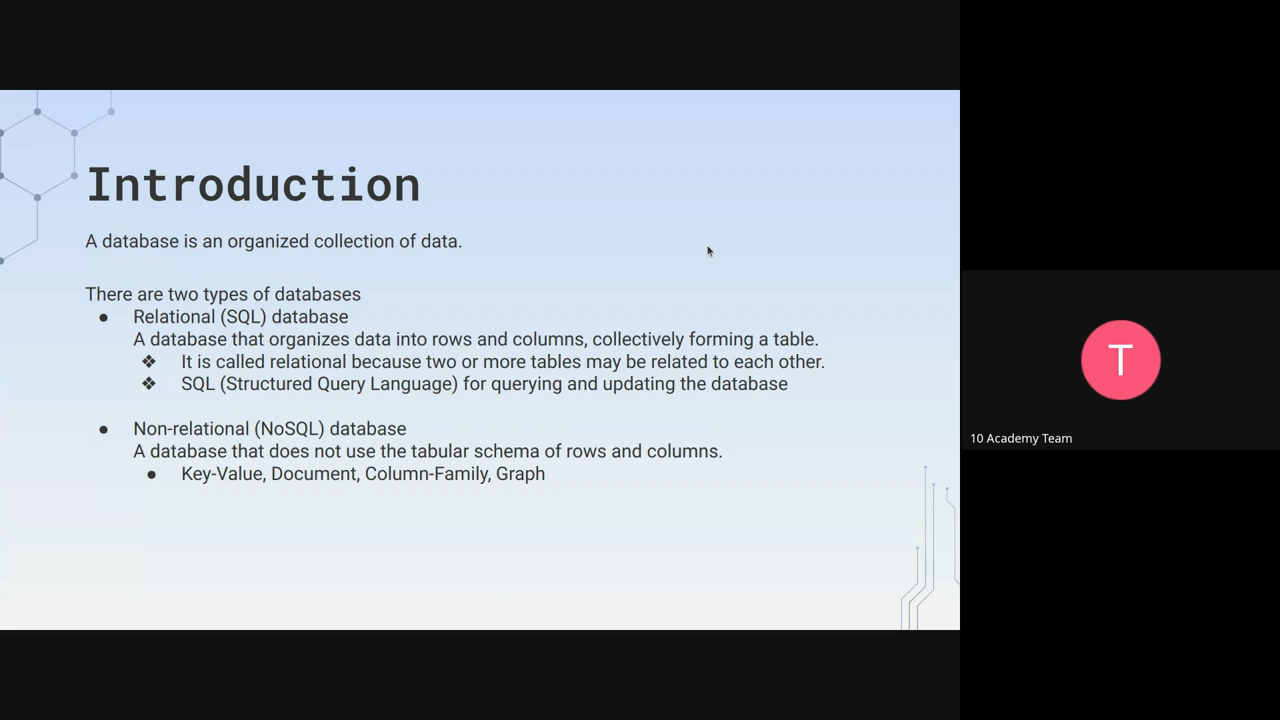 Introduction
A database is an organized collection of data.
There are two types of databases
● Relational (SQL) database
A database that organizes data into rows and columns, collectively forming a table.
❖ It is called relational because two or more tables may be related to each other.
❖ SQL (Structured Query Language) for querying and updating the database
● Non-relational (NoSQL) database
A database that does not use the tabular schema of rows and columns.
● Key-Value, Document, Column-Family, Graph
T
10 Academy Team